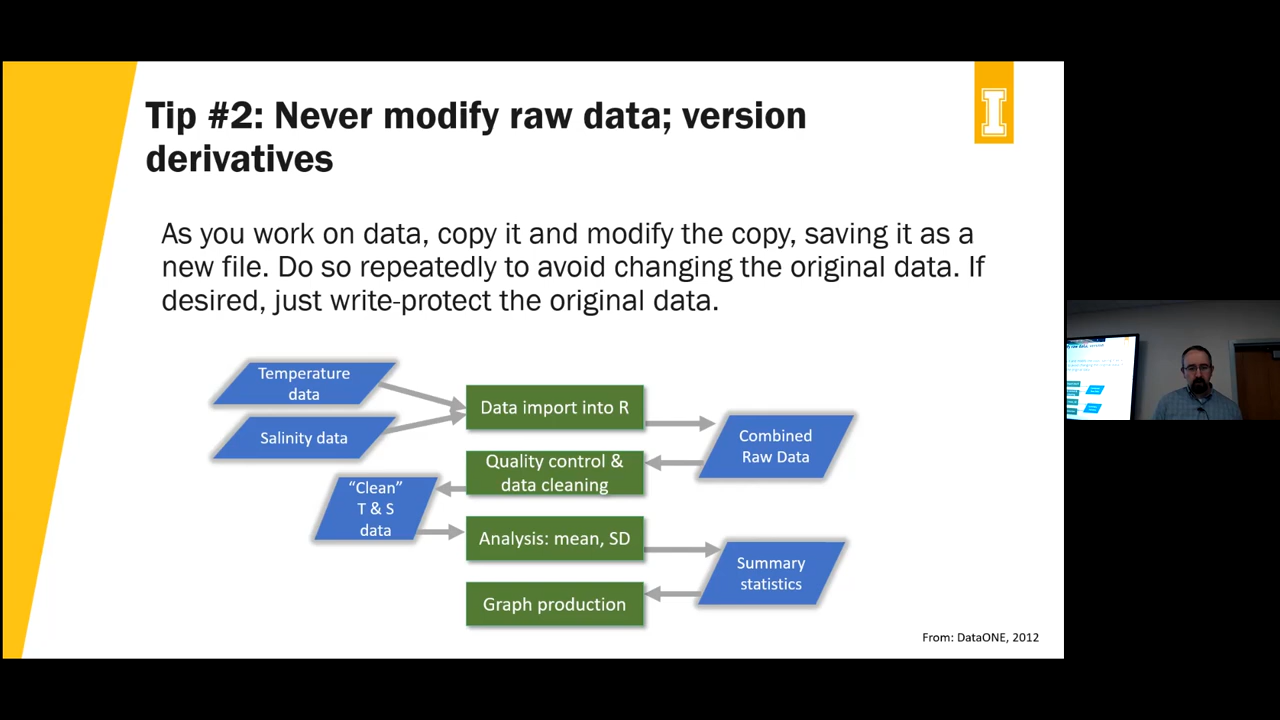 Tip #2: Never modify raw data; version
derivatives
I
As you work on data, copy it and modify the copy, saving it as a
new file. Do so repeatedly to avoid changing the original data. If
desired, just write-protect the original data.
Temperature
data
Salinity data
Data import into R
Combined
Raw Data
Quality control &
data cleaning
“Clean”
T & S
data
Analysis: mean, SD
Summary
statistics
Graph production
From: DataONE, 2012